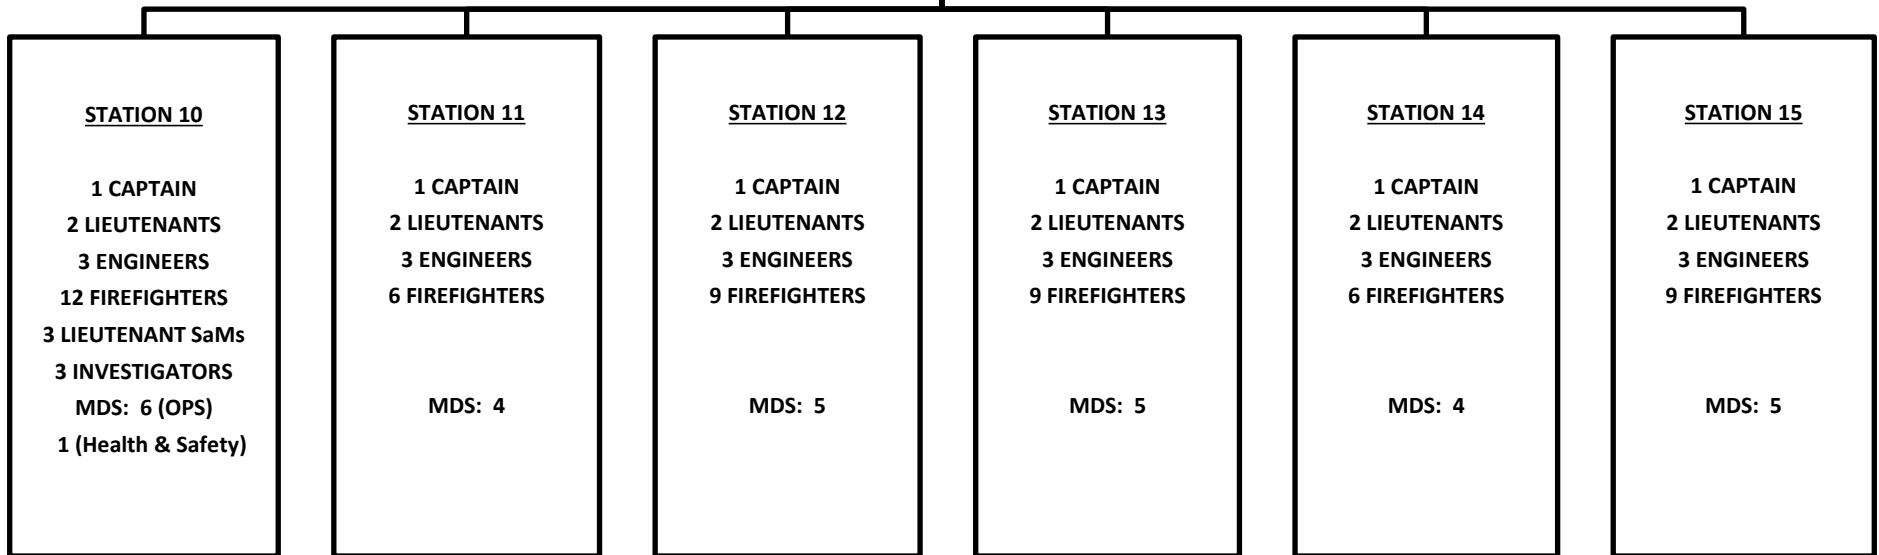 STATION 10
1 CAPTAIN
2 LIEUTENANTS
3 ENGINEERS
12 FIREFIGHTERS
3 LIEUTENANT SaMs
3 INVESTIGATORS
MDS: 6 (OPS)
1 (Health & Safety)
STATION 11
1 CAPTAIN
2 LIEUTENANTS
3 ENGINEERS
6 FIREFIGHTERS
MDS: 4
STATION 12
1 CAPTAIN
2 LIEUTENANTS
3 ENGINEERS
9 FIREFIGHTERS
MDS: 5
STATION 13
1 CAPTAIN
2 LIEUTENANTS
3 ENGINEERS
9 FIREFIGHTERS
MDS: 5
STATION 14
1 CAPTAIN
2 LIEUTENANTS
3 ENGINEERS
6 FIREFIGHTERS
MDS: 4
STATION 15
1 CAPTAIN
2 LIEUTENANTS
3 ENGINEERS
9 FIREFIGHTERS
MDS: 5